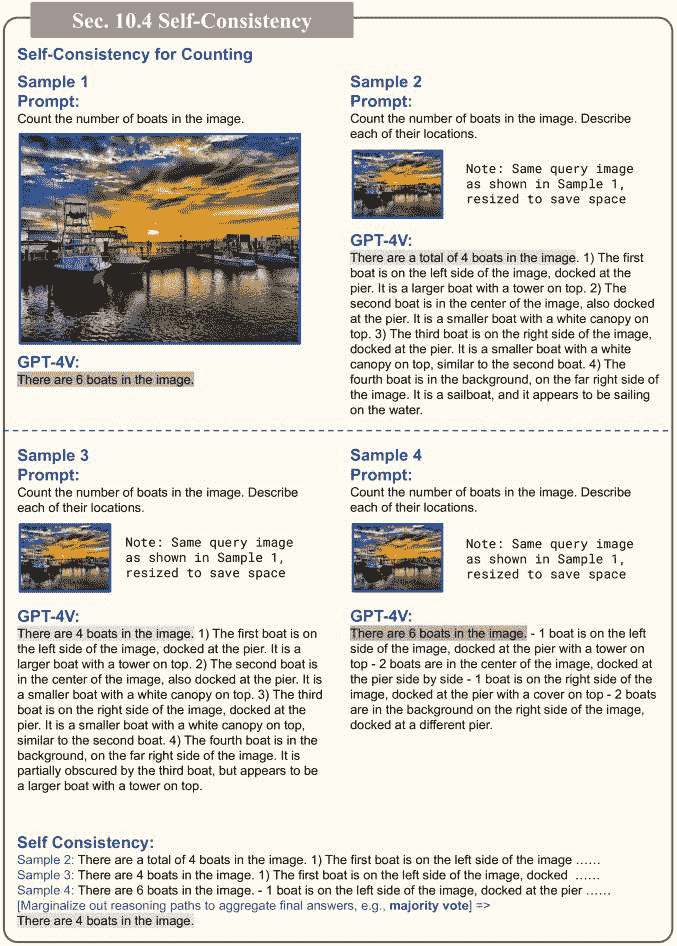 Sec. 10.4 Self-Consistency
Self-Consistency for Counting
Sample 1
Prompt:
Count the number of boats in the image.
GPT-4V:
There are 6 boats in the image.
Sample 2
Prompt:
Count the number of boats in the image. Describe
each of their locations.
Note: Same query image
as shown in Sample 1,
resized to save space
GPT-4V:
There are a total of 4 boats in the image. 1) The first
boat is on the left side of the image, docked at the
pier. It is a larger boat with a tower on top. 2) The
second boat is in the center of the image, also docked
at the pier. It is a smaller boat with a white canopy on
top. 3) The third boat is on the right side of the image,
docked at the pier. It is a smaller boat with a white
canopy on top, similar to the second boat. 4) The
fourth boat is in the background, on the far right side of
the image. It is a sailboat, and it appears to be sailing
on the water.
Sample 3
Prompt:
Count the number of boats in the image. Describe
each of their locations.
Note: Same query image
as shown in Sample 1,
resized to save space
GPT-4V:
There are 4 boats in the image. 1) The first boat is on
the left side of the image, docked at the pier. It is a
larger boat with a tower on top. 2) The second boat is
in the center of the image, also docked at the pier. It is
a smaller boat with a white canopy on top. 3) The third
boat is on the right side of the image, docked at the
pier. It is a smaller boat with a white canopy on top,
similar to the second boat. 4) The fourth boat is in the
background, on the far right side of the image. It is
partially obscured by the third boat, but appears to be
a larger boat with a tower on top.
Sample 4
Prompt:
Count the number of boats in the image. Describe
each of their locations.
Note: Same query image
as shown in Sample 1,
resized to save space
GPT-4V:
There are 6 boats in the image. - 1 boat is on the left
side of the image, docked at the pier with a tower on
top - 2 boats are in the center of the image, docked at
the pier side by side - 1 boat is on the right side of the
image, docked at the pier with a cover on top - 2 boats
are in the background on the right side of the image,
docked at a different pier.
Self Consistency:
Sample 2: There are a total of 4 boats in the image. 1) The first boat is on the left side of the image ……
Sample 3: There are 4 boats in the image. 1) The first boat is on the left side of the image, docked ……
Sample 4: There are 6 boats in the image. - 1 boat is on the left side of the image, docked at the pier ……
[Marginalize out reasoning paths to aggregate final answers, e.g., majority vote] =>
There are 4 boats in the image.